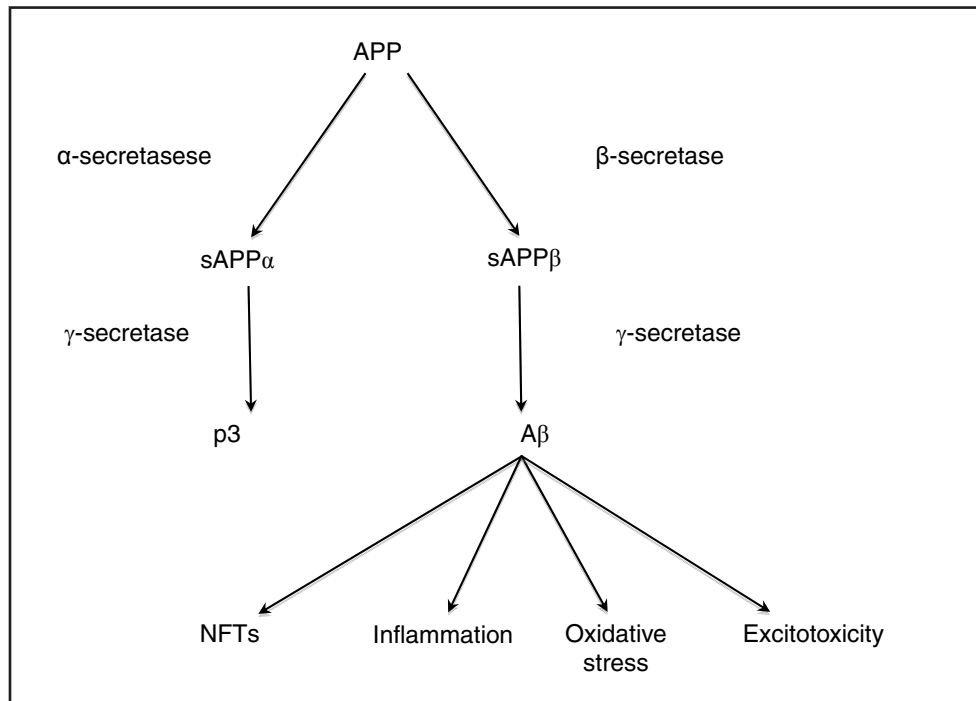 APP
α-secretasese
β-secretase
sAPPα
sAPPβ
γ-secretase
γ-secretase
p3
Aβ
NFTs
Inflammation
Oxidative
stress
Excitotoxicity